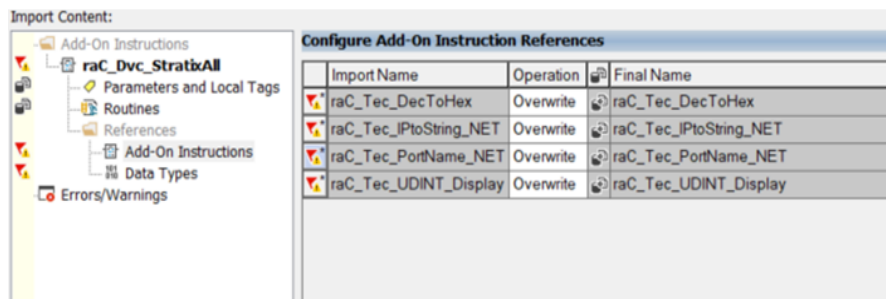 Import Content:
Add-On Instructions
raC_Dvc_StratixAll
Parameters and Local Tags
Routines
References
Add-On Instructions
Data Types
Errors/Warnings
Configure Add-On Instruction References
Import Name Operation Final Name
raC_Tec_DecToHex Overwrite raC_Tec_DecToHex
raC_Tec_IPtoString_NET Overwrite raC_Tec_IPtoString_NET
raC_Tec_PortName_NET Overwrite raC_Tec_PortName_NET
raC_Tec_UDINT_Display Overwrite raC_Tec_UDINT_Display